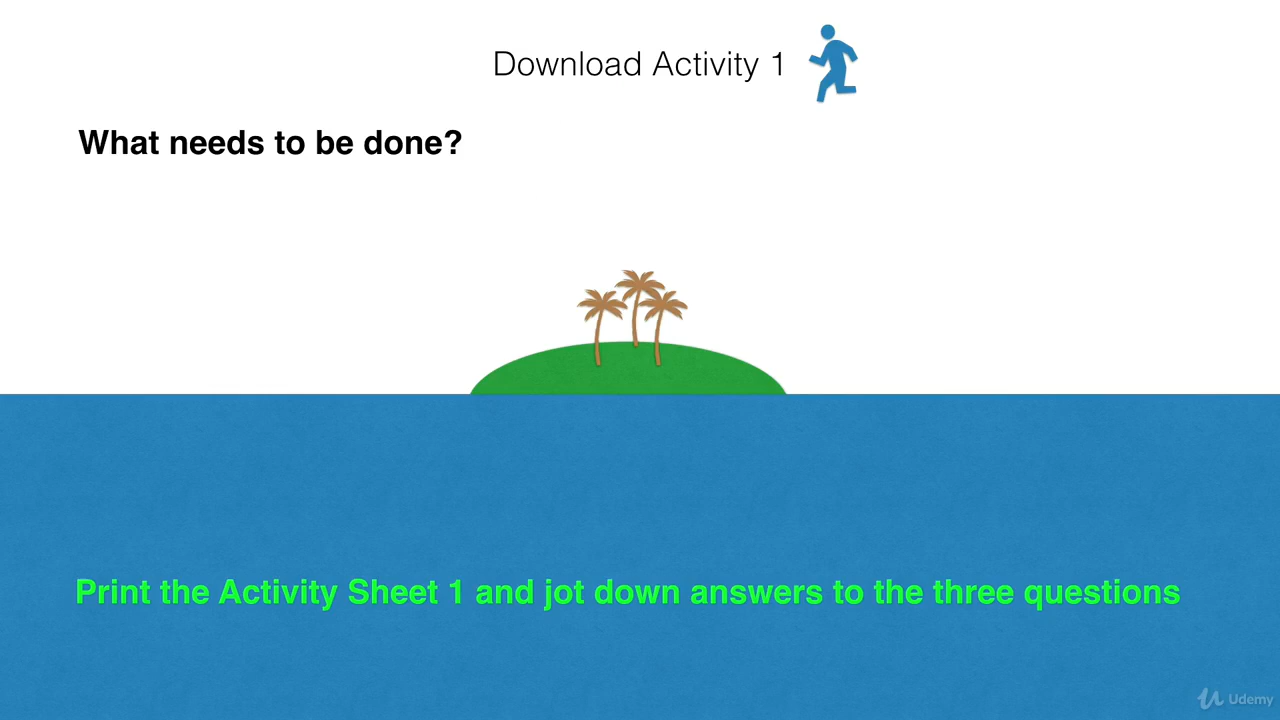 Download Activity 1
What needs to be done?
Print the Activity Sheet 1 and jot down answers to the three questions
Udemy